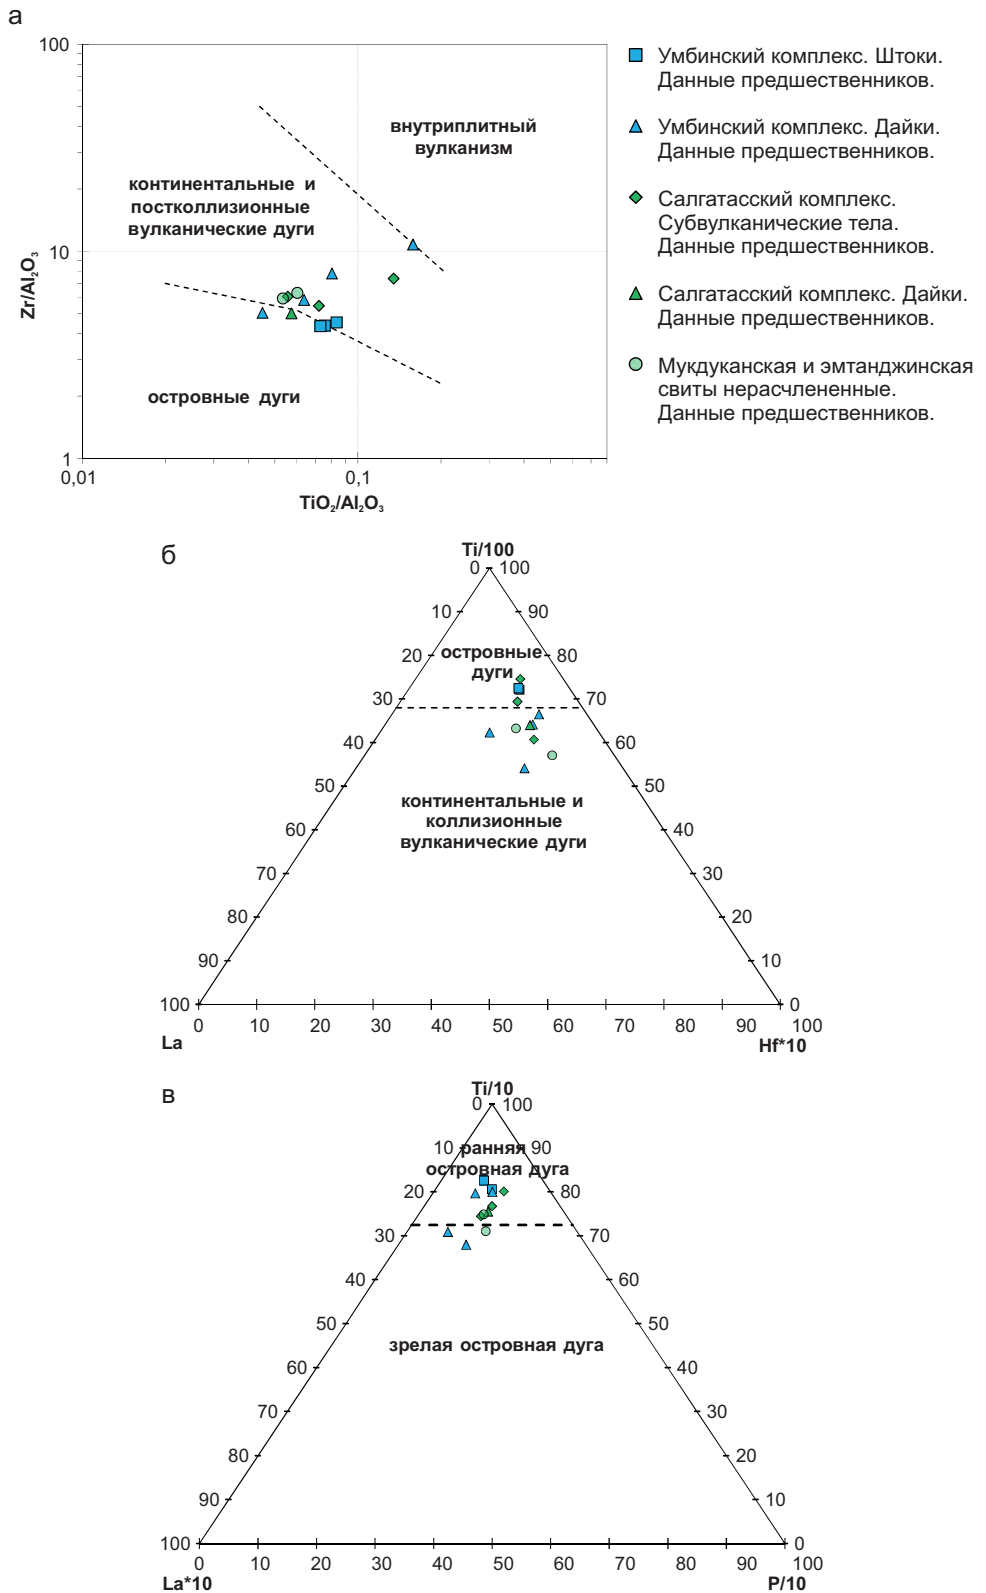 а
100
10
1
0,01
0,1
Zr/Al₂O₃
TiO₂/Al₂O₃
внутриплитный
вулканизм
континентальные и
постколлизионные
вулканические дуги
островные дуги
Умбинский комплекс. Штоки.
Данные предшественников.
Умбинский комплекс. Дайки.
Данные предшественников.
Салгатасский комплекс.
Субвулканические тела.
Данные предшественников.
Салгатасский комплекс. Дайки.
Данные предшественников.
Мукдуканская и эмтанджинская
свиты нерасчлененные.
Данные предшественников.
б
Ti/100
0 100
10 90
20 80
островные
дуги
30 70
40 60
50 50
континентальные и
коллизионные
вулканические дуги
60 40
70 30
80 20
90 10
100 0
0 10 20 30 40 50 60 70 80 90 100
La Hf*10
в
Ti/10
0 100
10 90
ранняя
островная дуга
20 80
30 70
40 60
50 50
зрелая островная дуга
60 40
70 30
80 20
90 10
100 0
0 10 20 30 40 50 60 70 80 90 100
La*10 P/10